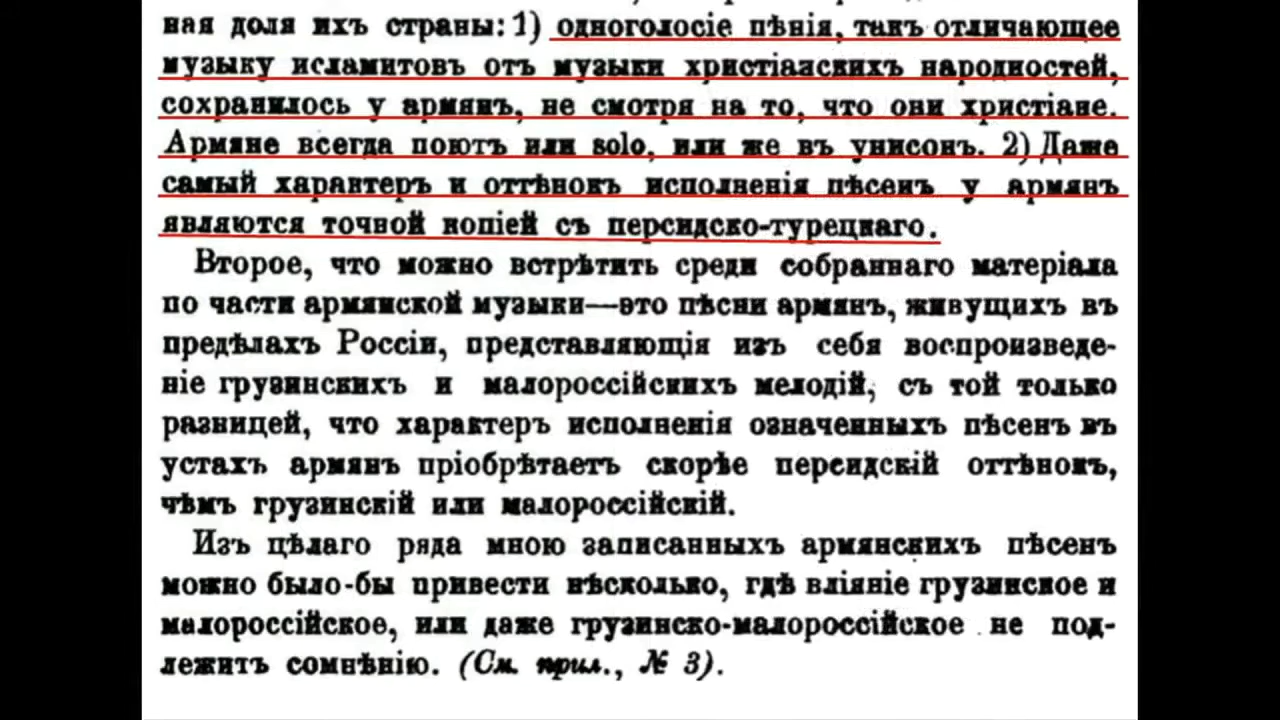 ная доля ихъ страны: 1) одноголосіе пѣнія, такъ отличающее
музыку исламитовъ отъ музыки христіанскихъ народностей,
сохранилось у армянъ, не смотря на то, что они христіане.
Армяне всегда поютъ или solo, или же въ унисонъ. 2) Даже
самый характеръ и оттѣнокъ исполненія пѣсенъ у армянъ
являются точной копіей съ персидско-турецкаго.
Второе, что можно встрѣтить среди собраннаго матеріала
по части армянской музыки—это пѣсни армянъ, живущихъ въ
предѣлахъ Россіи, представляющія изъ себя воспроизведе-
ніе грузинскихъ и малороссійскихъ мелодій, съ той только
разницей, что характеръ исполненія означенныхъ пѣсенъ въ
устахъ армянъ пріобрѣтаетъ скорѣе персидскій оттѣнокъ,
чѣмъ грузинскій или малороссійскій.
Изъ цѣлаго ряда мною записанныхъ армянскихъ пѣсенъ
можно было-бы привести нѣсколько, гдѣ вліяніе грузинское и
малороссійское, или даже грузинско-малороссійское не под-
лежитъ сомнѣнію. (См. прил., № 3).